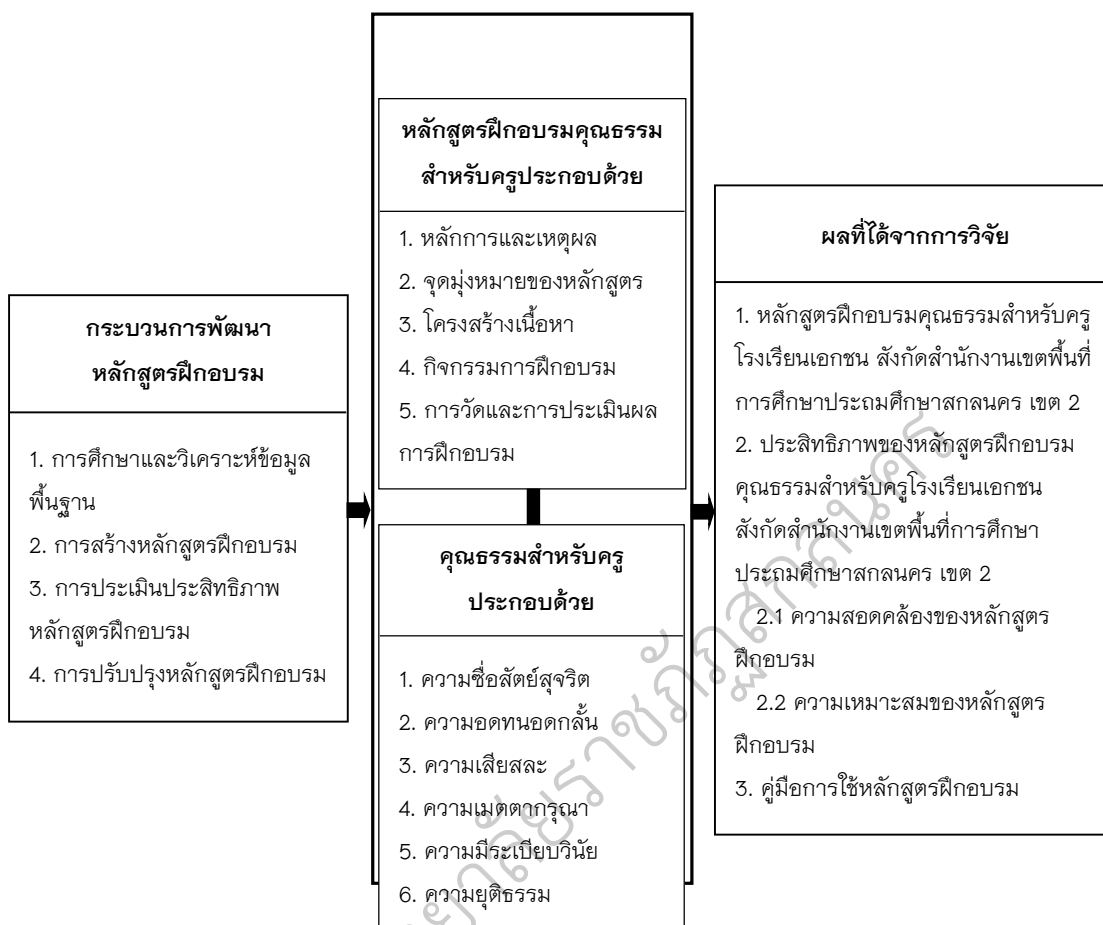 กระบวนการพัฒนา
หลักสูตรฝึกอบรม
1. การศึกษาและวิเคราะห์ข้อมูล
พื้นฐาน
2. การสร้างหลักสูตรฝึกอบรม
3. การประเมินประสิทธิภาพ
หลักสูตรฝึกอบรม
4. การปรับปรุงหลักสูตรฝึกอบรม
หลักสูตรฝึกอบรมคุณธรรม
สำหรับครูประกอบด้วย
1. หลักการและเหตุผล
2. จุดมุ่งหมายของหลักสูตร
3. โครงสร้างเนื้อหา
4. กิจกรรมการฝึกอบรม
5. การวัดและการประเมินผล
การฝึกอบรม
คุณธรรมสำหรับครู
ประกอบด้วย
1. ความซื่อสัตย์สุจริต
2. ความอดทนอดกลั้น
3. ความเสียสละ
4. ความเมตตากรุณา
5. ความมีระเบียบวินัย
6. ความยุติธรรม
ผลที่ได้จากการวิจัย
1. หลักสูตรฝึกอบรมคุณธรรมสำหรับครู
โรงเรียนเอกชน สังกัดสำนักงานเขตพื้นที่
การศึกษาประถมศึกษาสกลนคร เขต 2
2. ประสิทธิภาพของหลักสูตรฝึกอบรม
คุณธรรมสำหรับครูโรงเรียนเอกชน
สังกัดสำนักงานเขตพื้นที่การศึกษา
ประถมศึกษาสกลนคร เขต 2
2.1 ความสอดคล้องของหลักสูตร
ฝึกอบรม
2.2 ความเหมาะสมของหลักสูตร
ฝึกอบรม
3. คู่มือการใช้หลักสูตรฝึกอบรม
ยาลัยราชภัฏสกลนคร